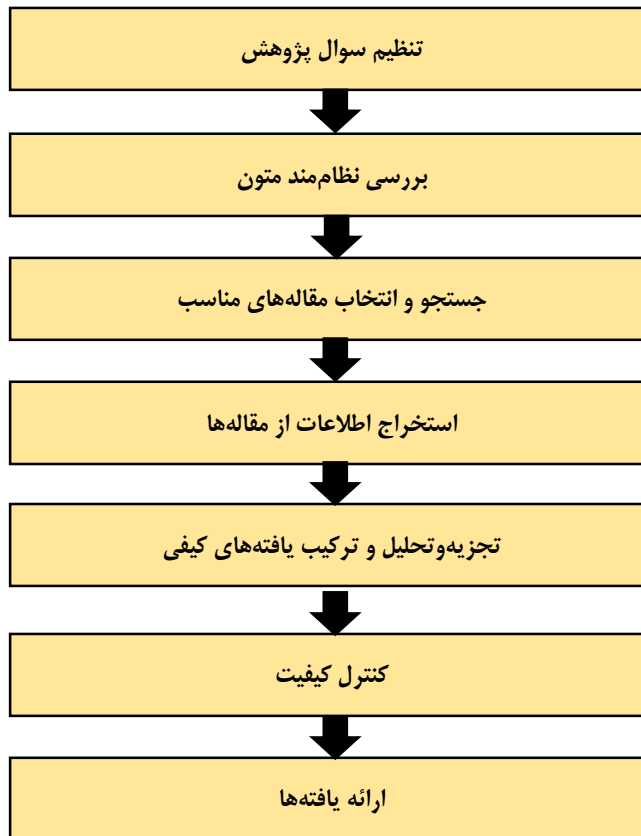 تنظیم سوال پژوهش
بررسی نظام‌مند متون
جستجو و انتخاب مقاله‌های مناسب
استخراج اطلاعات از مقاله‌ها
تجزیه‌وتحلیل و ترکیب یافته‌های کیفی
کنترل کیفیت
ارائه یافته‌ها